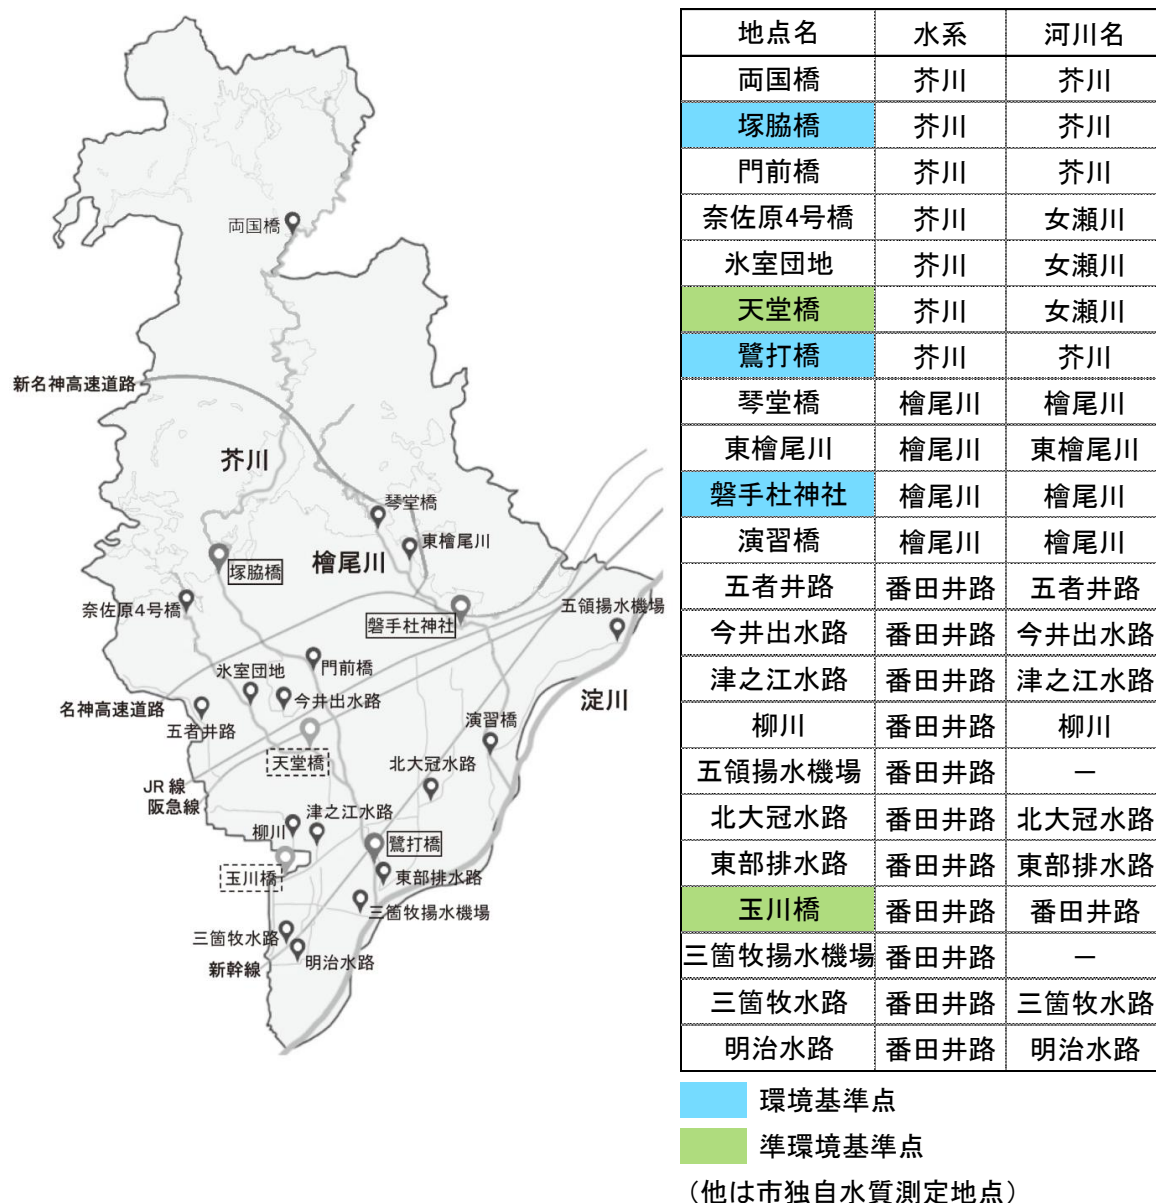 両国橋
新名神高速道路
芥川
琴堂橋
東檜尾川
檜尾川
塚脇橋
奈佐原4号橋
磐手杜神社
五領揚水機場
門前橋
氷室団地
今井出水路
名神高速道路
五者井路
淀川
演習橋
天堂橋
北大冠水路
JR線
阪急線
津之江水路
柳川
鷺打橋
玉川橋
東部排水路
三箇牧揚水機場
三箇牧水路
新幹線
明治水路
地点名 水系 河川名
両国橋 芥川 芥川
塚脇橋 芥川 芥川
門前橋 芥川 芥川
奈佐原4号橋 芥川 女瀬川
氷室団地 芥川 女瀬川
天堂橋 芥川 女瀬川
鷺打橋 芥川 芥川
琴堂橋 檜尾川 檜尾川
東檜尾川 檜尾川 東檜尾川
磐手杜神社 檜尾川 檜尾川
演習橋 檜尾川 檜尾川
五者井路 番田井路 五者井路
今井出水路 番田井路 今井出水路
津之江水路 番田井路 津之江水路
柳川 番田井路 柳川
五領揚水機場 番田井路 ―
北大冠水路 番田井路 北大冠水路
東部排水路 番田井路 東部排水路
玉川橋 番田井路 番田井路
三箇牧揚水機場 番田井路 ―
三箇牧水路 番田井路 三箇牧水路
明治水路 番田井路 明治水路
環境基準点
準環境基準点
（他は市独自水質測定地点）